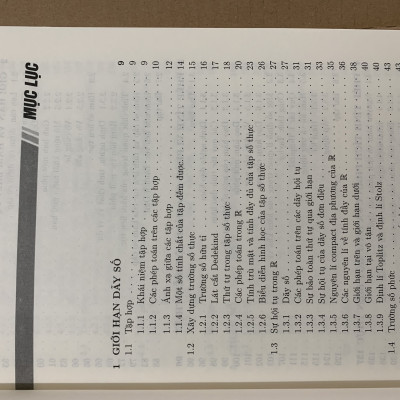 MỤC LỤC
1 GIỚI HẠN DÃY SỐ 9
1.1 Tập hợp 9
1.1.1 Khái niệm tập hợp 9
1.1.2 Các phép toán trên các tập hợp 10
1.1.3 Ánh xạ giữa các tập hợp 12
1.1.4 Một số tính chất của tập đếm được 14
1.2 Xây dựng trường số thực 15
1.2.1 Trường số hữu tỉ 16
1.2.2 Lát cắt Dedekind 17
1.2.3 Thứ tự trong tập số thực 18
1.2.4 Các phép toán trong R 20
1.2.5 Tính trù mật và tính đầy đủ của tập số thực 23
1.2.6 Biểu diễn hình học của tập số thực 26
1.3 Sự hội tụ trong R 27
1.3.1 Dãy số 27
1.3.2 Các phép toán trên các dãy hội tụ 31
1.3.3 Sự bảo toàn thứ tự qua giới hạn 31
1.3.4 Sự hội tụ của dãy số đơn điệu 32
1.3.5 Nguyên lí compact địa phương của R 34
1.3.6 Các nguyên lí về tính đầy của R 35
1.3.7 Giới hạn trên và giới hạn dưới 38
1.3.8 Giới hạn tại vô tận 40
1.3.9 Định lí Toplitz và định lí Stolz 40
1.4 Trường số phức 43